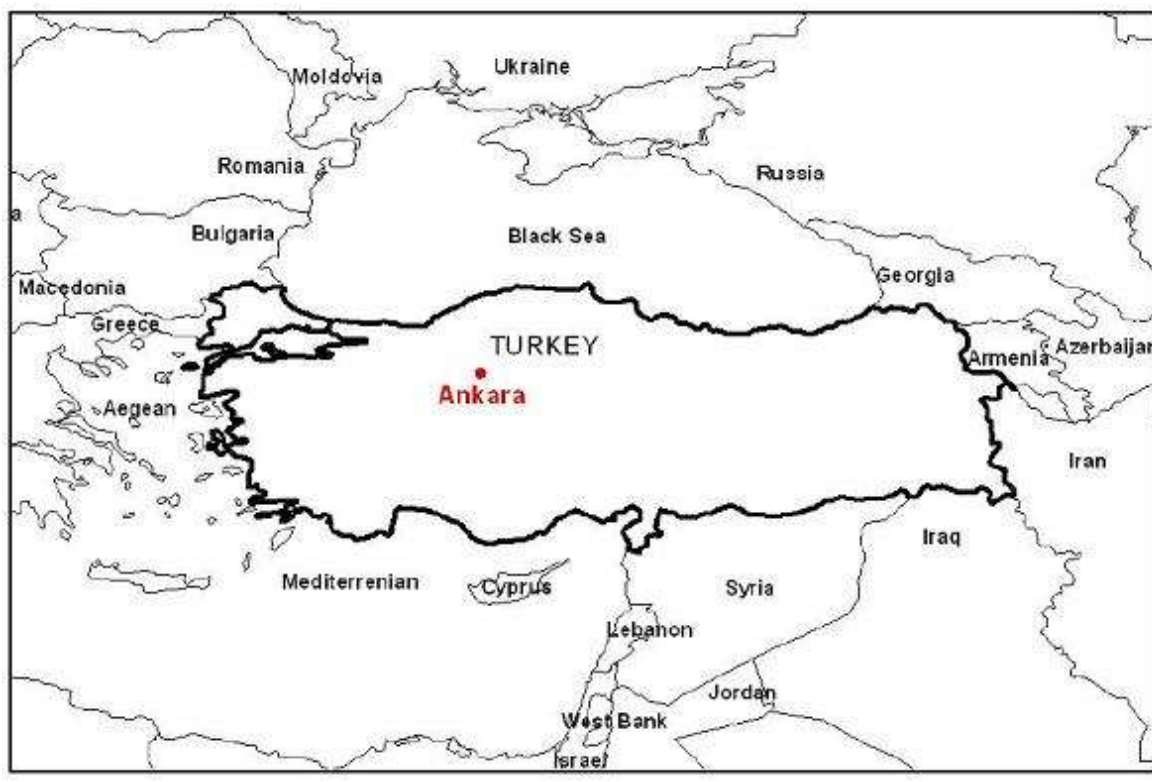 Moldovia
Ukraine
Romania
Russia
a
Bulgaria
Black Sea
Georgia
Macedonia
Greece
TURKEY
Armenia
Azerbaijan
Ankara
Aegean
Iran
Iraq
Mediterrenian
Cyprus
Syria
Lebanon
Jordan
West Bank
Israel